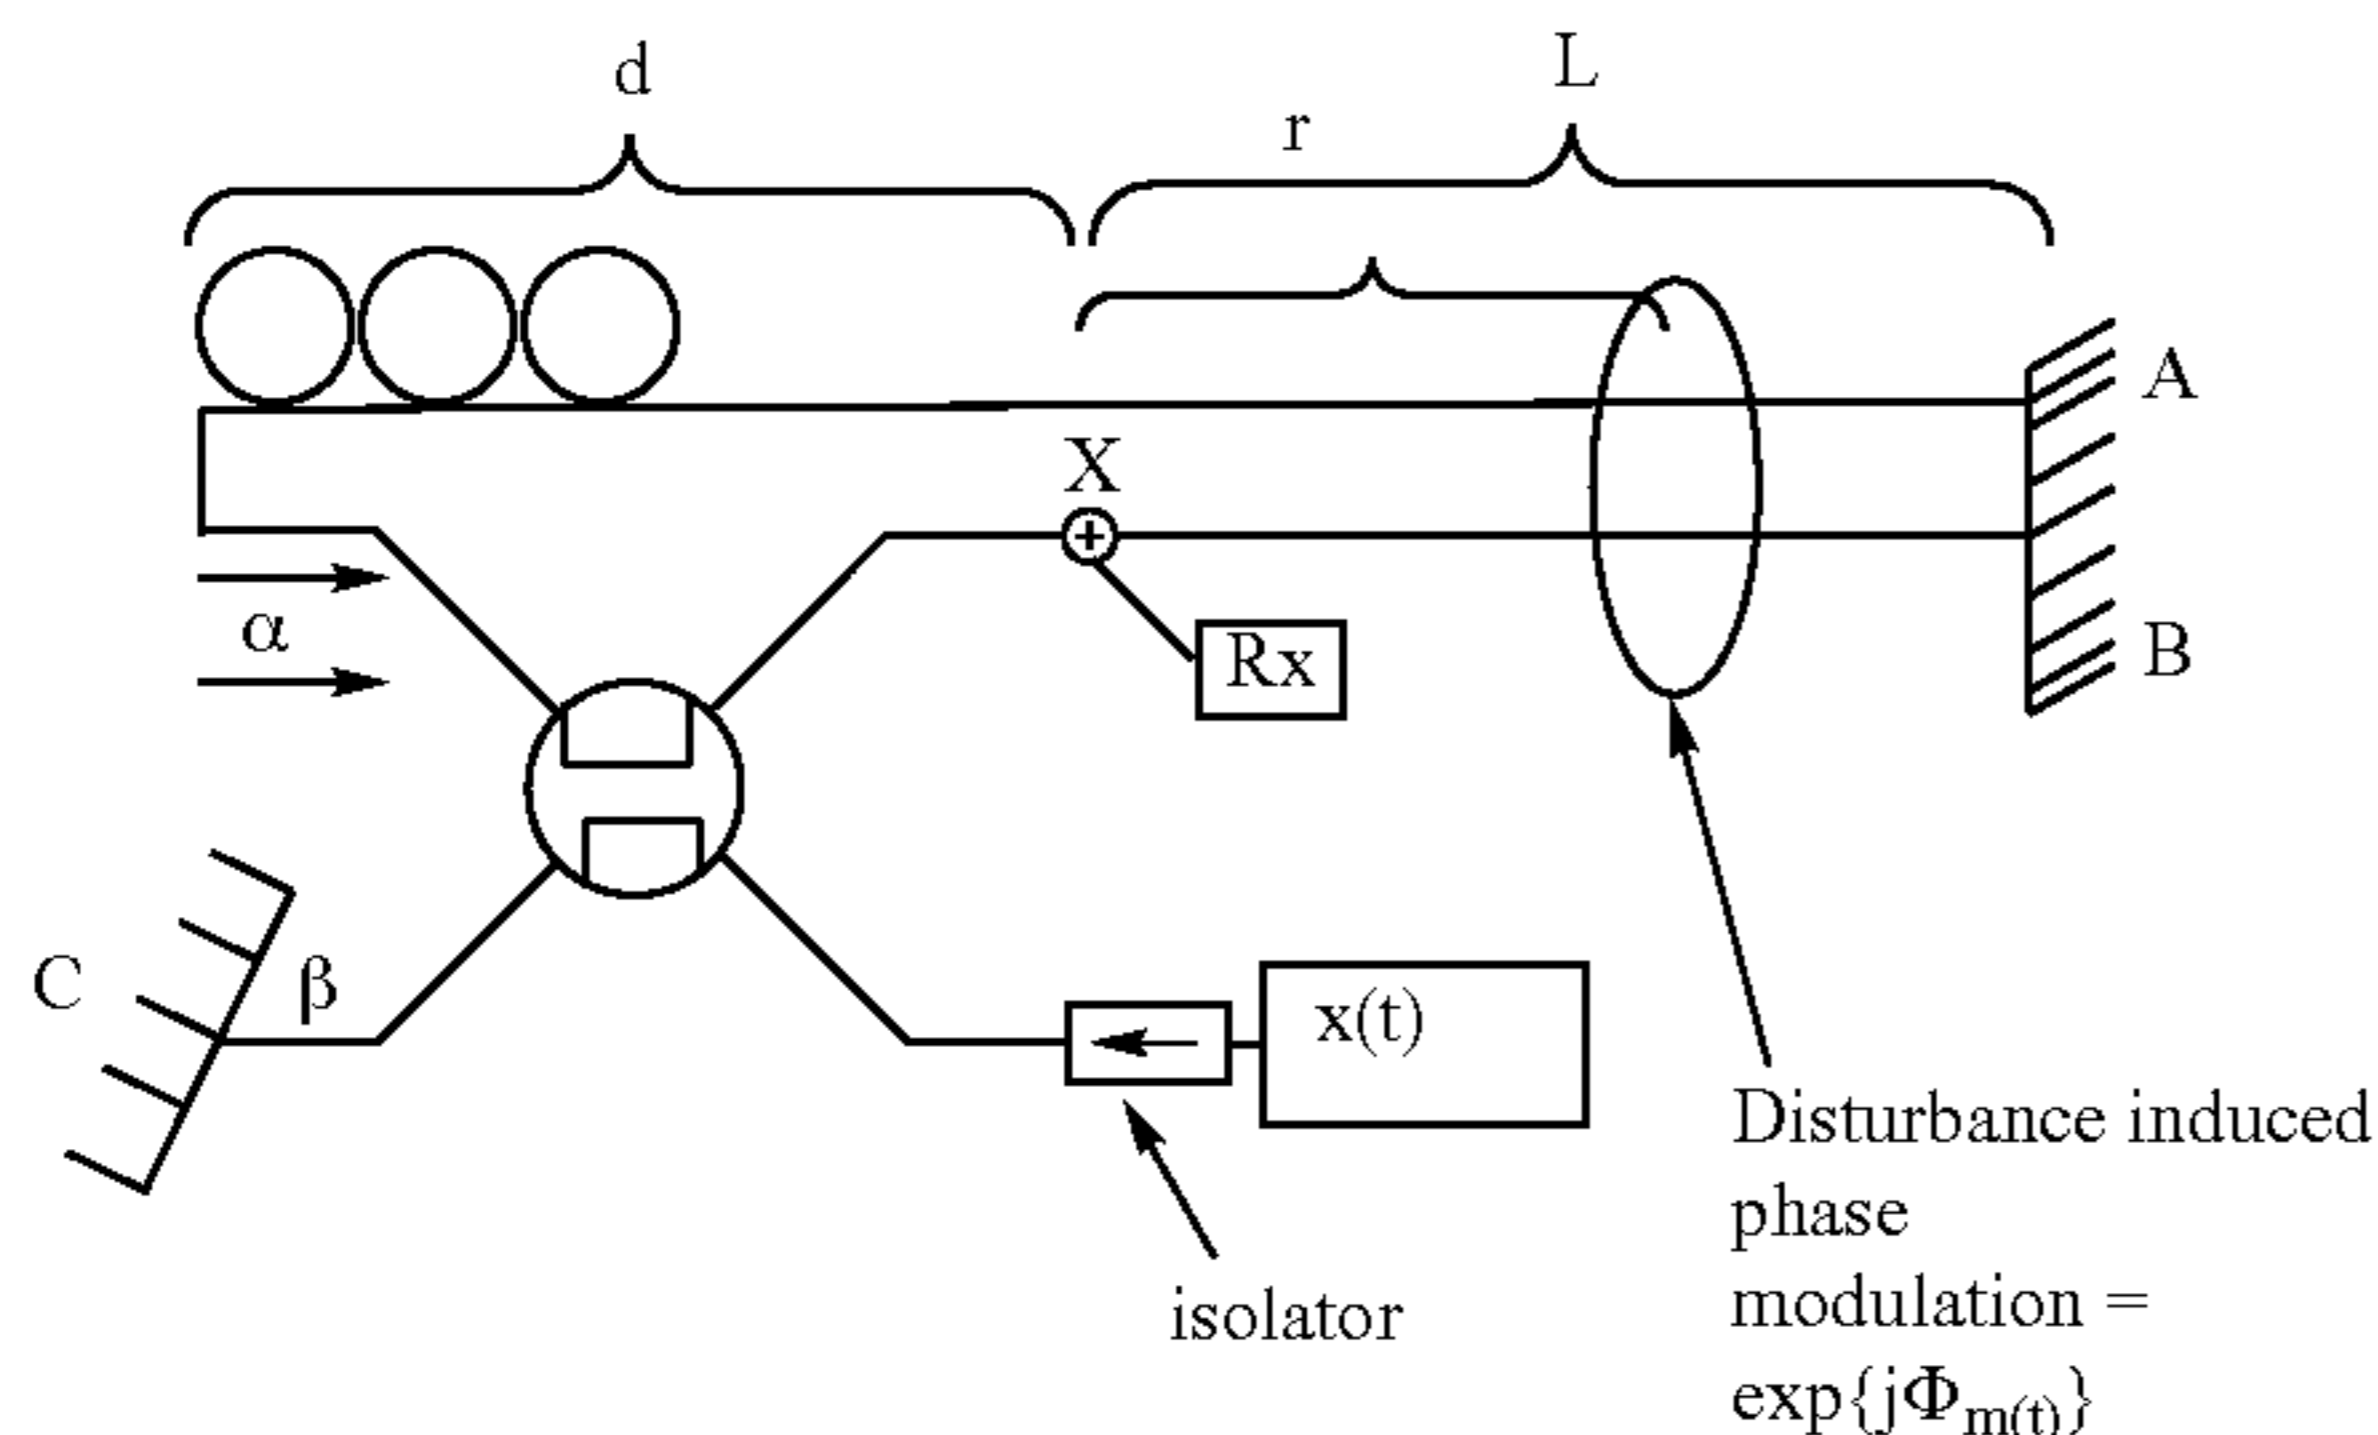 d
L
r
A
X
α
Rx
B
C
β
x(t)
isolator
Disturbance induced
phase
modulation =
exp{jΦm(t)}